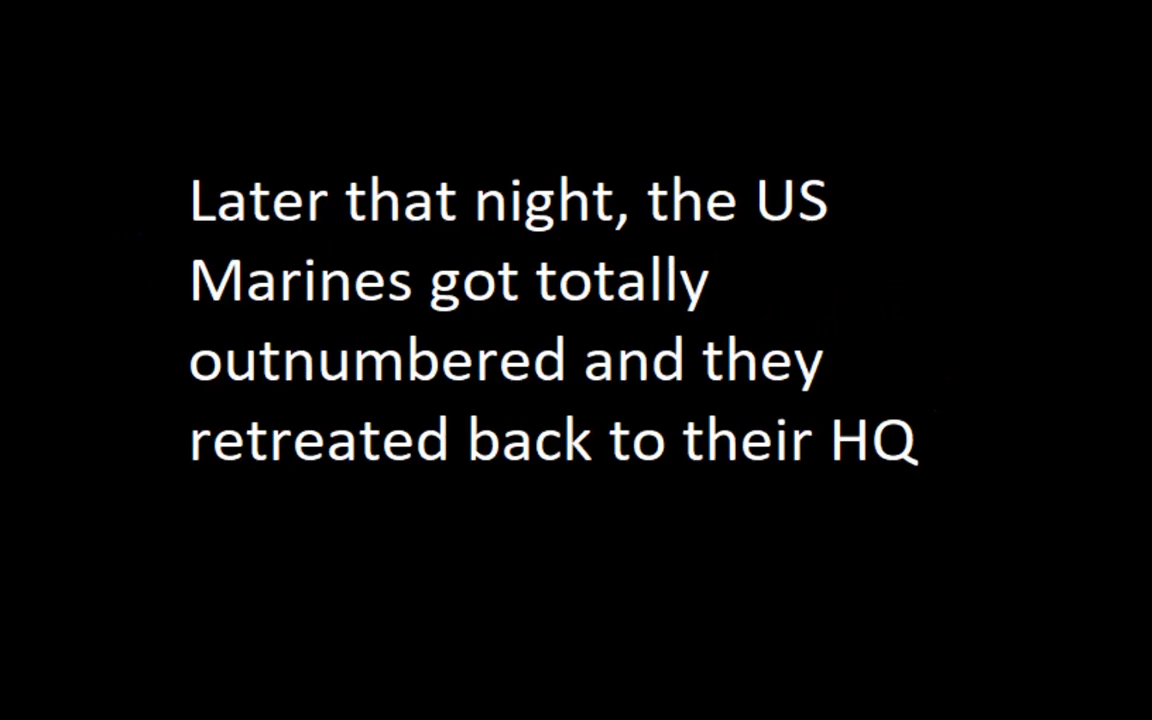 Later that night, the US
Marines got totally
outnumbered and they
retreated back to their HQ